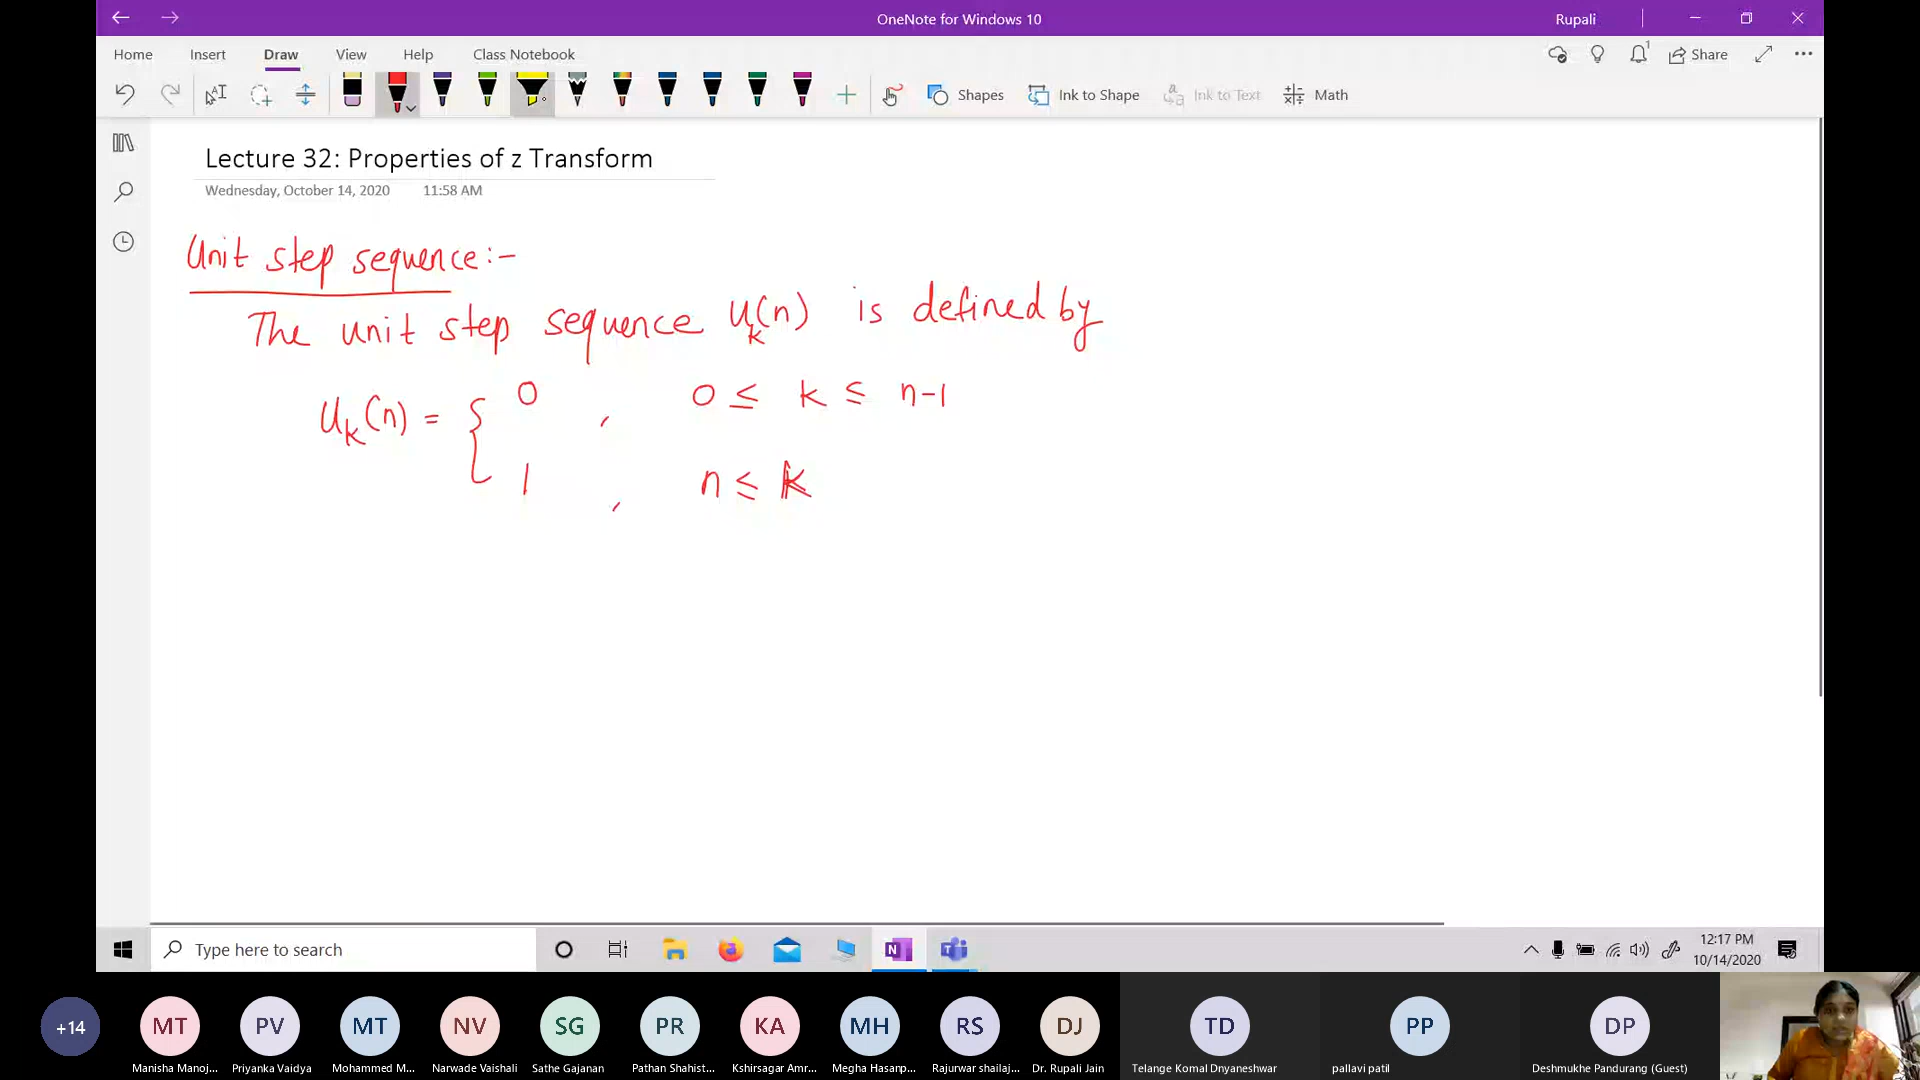 OneNote for Windows 10
Rupali
Home Insert Draw View Help Class Notebook
1
Share
Shapes Ink to Shape Ink to Text Math
Lecture 32: Properties of z Transform
Wednesday, October 14, 2020 11:58 AM
Unit step sequence:-
The unit step sequence Uk(n) is defined by
Uk(n) = { 0 , 0 ≤ k ≤ n-1
1 , n ≤ k
Type here to search
12:17 PM
10/14/2020
+14 MT PV MT NV SG PR KA MH RS DJ TD PP DP
Manisha Manoj... Priyanka Vaidya Mohammed M... Narwade Vaishali Sathe Gajanan Pathan Shahist... Kshirsagar Amr... Megha Hasanp... Rajurwar shailaj... Dr. Rupali Jain Telange Komal Dnyaneshwar pallavi patil Deshmukhe Pandurang (Guest)